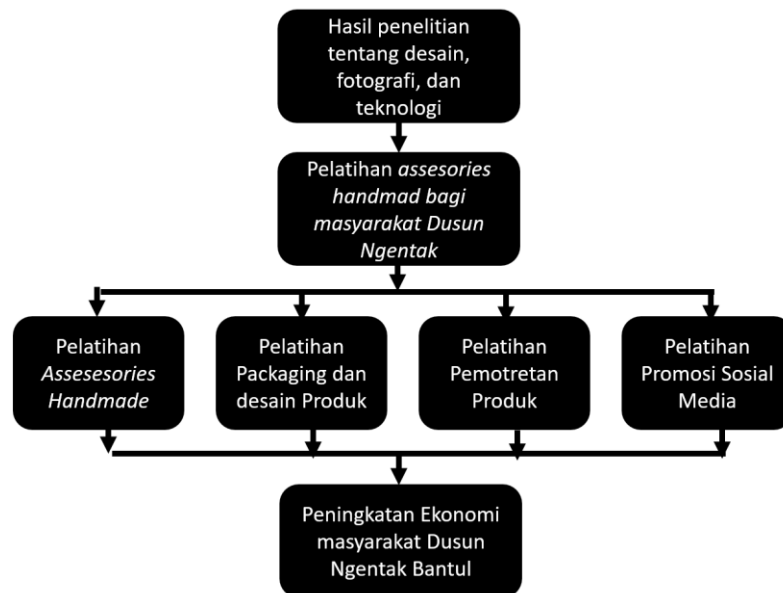 Hasil penelitian
tentang desain,
fotografi, dan
teknologi
Pelatihan assesories
handmad bagi
masyarakat Dusun
Ngentak
Pelatihan
Assesesories
Handmade
Pelatihan
Packaging dan
desain Produk
Pelatihan
Pemotretan
Produk
Pelatihan
Promosi Sosial
Media
Peningkatan Ekonomi
masyarakat Dusun
Ngentak Bantul